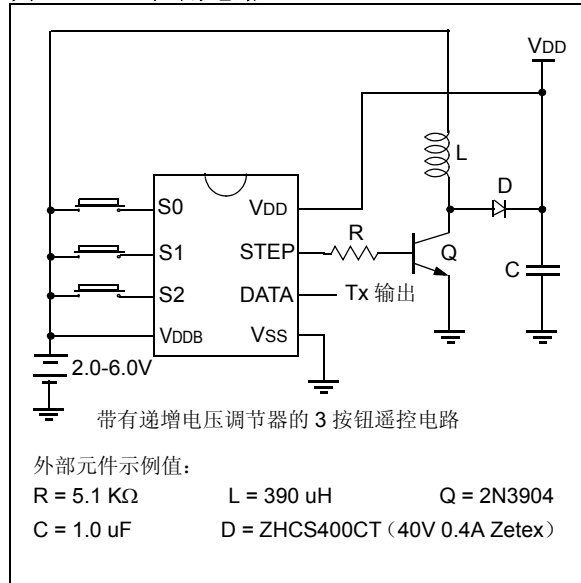 VDD
L
D
S0
VDD
R
S1
STEP
Q
C
S2
DATA
Tx 输出
VDDB
VSS
2.0-6.0V
带有递增电压调节器的 3 按钮遥控电路
外部元件示例值：
R = 5.1 KΩ L = 390 uH Q = 2N3904
C = 1.0 uF D = ZHCS400CT（40V 0.4A Zetex）